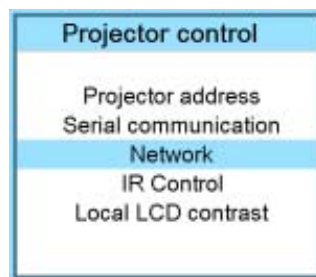 Projector control
Projector address
Serial communication
Network
IR Control
Local LCD contrast